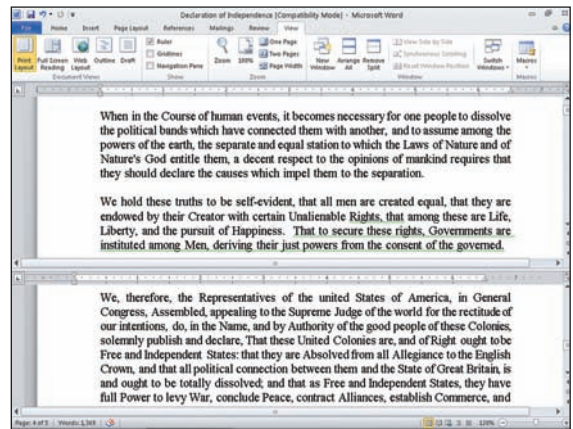 Declaration of Independence [Compatibility Mode] - Microsoft Word
File Home Insert Page Layout References Mailings Review View
Print Layout Full Screen Reading Web Layout Outline Draft
Document Views
Ruler
Gridlines
Navigation Pane
Show
Zoom 100% One Page
Two Pages
Page Width
Zoom
New Window Arrange All Remove Split
View Side by Side
Synchronous Scrolling
Reset Window Position
Window
Switch Windows
Macros
Macros
When in the Course of human events, it becomes necessary for one people to dissolve
the political bands which have connected them with another, and to assume among the
powers of the earth, the separate and equal station to which the Laws of Nature and of
Nature's God entitle them, a decent respect to the opinions of mankind requires that
they should declare the causes which impel them to the separation.
We hold these truths to be self-evident, that all men are created equal, that they are
endowed by their Creator with certain Unalienable Rights, that among these are Life,
Liberty, and the pursuit of Happiness. That to secure these rights, Governments are
instituted among Men, deriving their just powers from the consent of the governed.
We, therefore, the Representatives of the united States of America, in General
Congress, Assembled, appealing to the Supreme Judge of the world for the rectitude of
our intentions, do, in the Name, and by Authority of the good people of these Colonies,
solemnly publish and declare, That these United Colonies are, and of Right ought to be
Free and Independent States: that they are Absolved from all Allegiance to the English
Crown, and that all political connection between them and the State of Great Britain, is
and ought to be totally dissolved; and that as Free and Independent States, they have
full Power to levy War, conclude Peace, contract Alliances, establish Commerce, and
Page: 4 of 5 Words: 1,369 120%